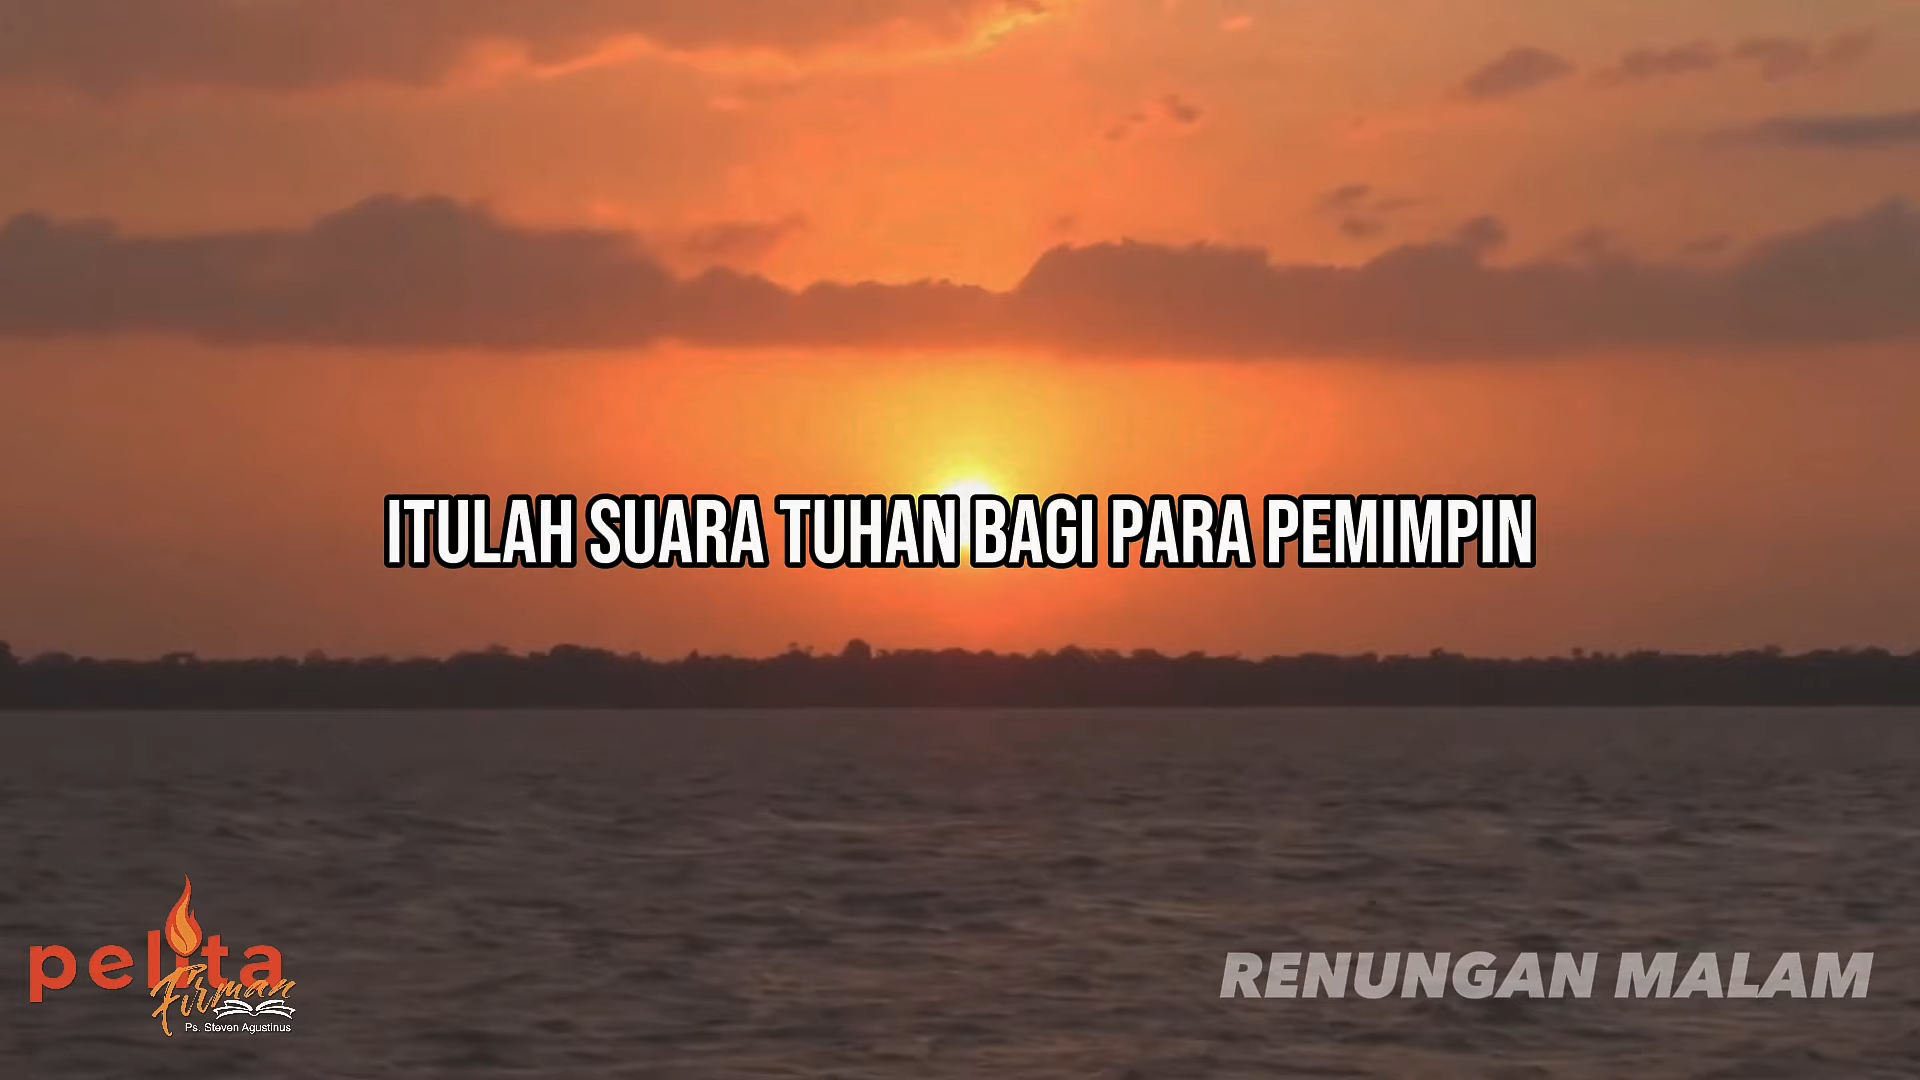 ITULAH SUARA TUHAN BAGI PARA PEMIMPIN
pelita
Firman
Ps. Steven Agustinus
RENUNGAN MALAM